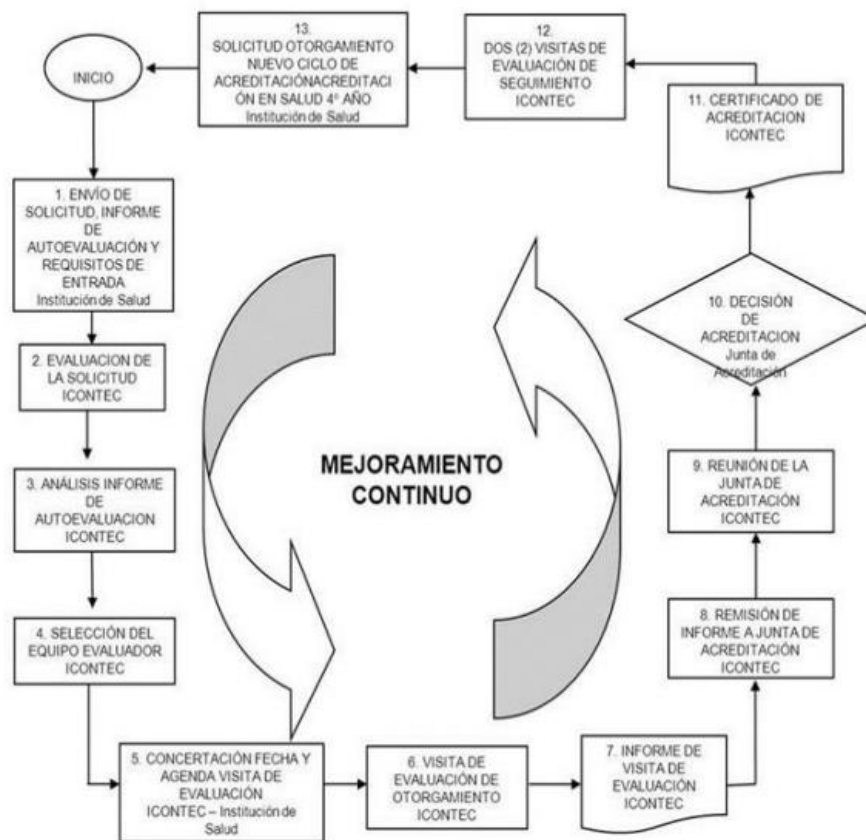 INICIO
1. ENVÍO DE
SOLICITUD, INFORME
DE
AUTOEVALUACIÓN Y
REQUISITOS DE
ENTRADA
Institución de Salud
2. EVALUACION DE
LA SOLICITUD
ICONTEC
3. ANÁLISIS INFORME
DE
AUTOEVALUACION
ICONTEC
4. SELECCIÓN DEL
EQUIPO EVALUADOR
ICONTEC
5. CONCERTACIÓN FECHA Y
AGENDA VISITA DE
EVALUACIÓN
ICONTEC – Institución de
Salud
6. VISITA DE
EVALUACIÓN DE
OTORGAMIENTO
ICONTEC
7. INFORME DE
VISITA DE
EVALUACIÓN
ICONTEC
8. REMISIÓN DE
INFORME A JUNTA DE
ACREDITACIÓN
ICONTEC
9. REUNIÓN DE LA
JUNTA DE
ACREDITACIÓN
ICONTEC
10. DECISIÓN
DE
ACREDITACION
Junta de
Acreditación
11. CERTIFICADO DE
ACREDITACION
ICONTEC
12.
DOS (2) VISITAS DE
EVALUACIÓN DE
SEGUIMIENTO
ICONTEC
13.
SOLICITUD OTORGAMIENTO
NUEVO CICLO DE
ACREDITACIÓNACREDITACI
ÓN EN SALUD 4º AÑO
Institución de Salud
MEJORAMIENTO
CONTINUO